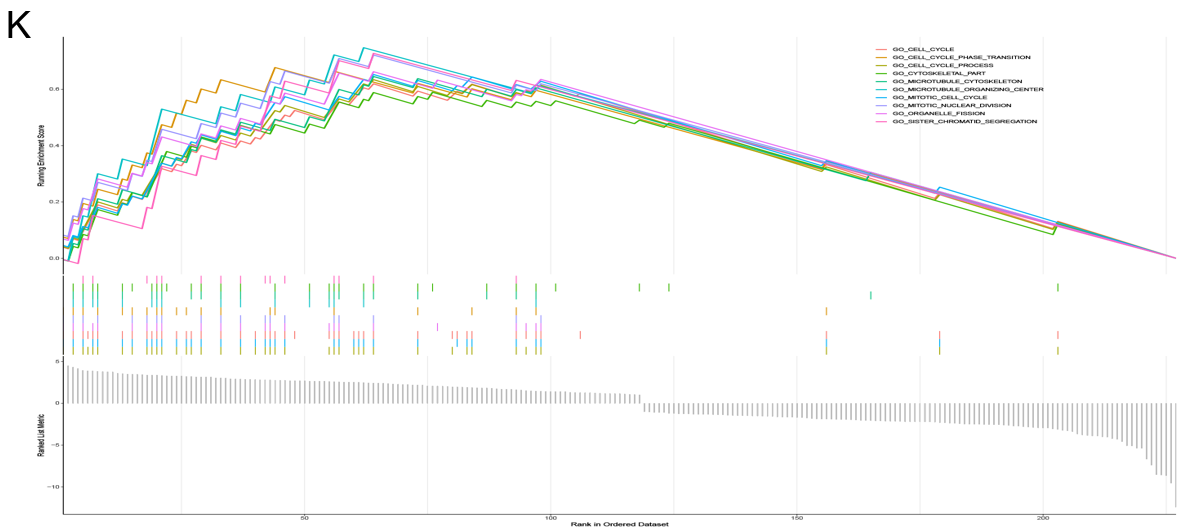 K
GO_CELL_CYCLE
GO_CELL_CYCLE_PHASE_TRANSITION
GO_CELL_CYCLE_PROCESS
GO_CYTOSKELETAL_PART
GO_MICROTUBULE_CYTOSKELETON
GO_MICROTUBULE_ORGANIZING_CENTER
GO_MITOTIC_CELL_CYCLE
GO_MITOTIC_NUCLEAR_DIVISION
GO_ORGANELLE_FISSION
GO_SISTER_CHROMATID_SEGREGATION
Running Enrichment Score
0.6
0.4
0.2
0.0
Ranked List Metric
5
0
−5
−10
50
100
150
200
Rank in Ordered Dataset